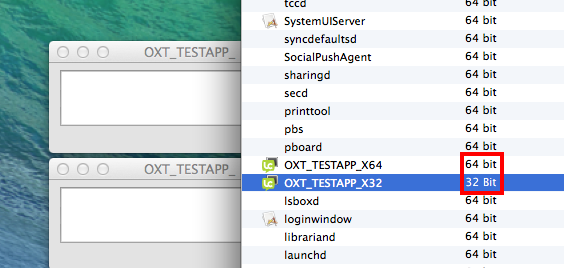 OXT_TESTAPP_
OXT_TESTAPP_
tccd 64 bit
SystemUIServer 64 bit
syncdefaultsd 64 bit
SocialPushAgent 64 bit
sharingd 64 bit
secd 64 bit
printtool 64 bit
pbs 64 bit
pboard 64 bit
OXT_TESTAPP_X64 64 bit
OXT_TESTAPP_X32 32 Bit
lsboxd 64 bit
loginwindow 64 bit
librariand 64 bit
launchd 64 bit